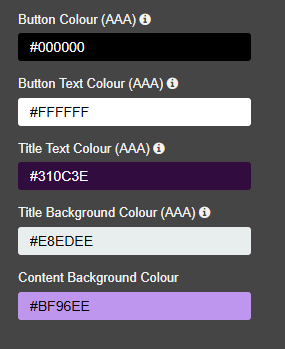 Button Colour (AAA)
#000000
Button Text Colour (AAA)
#FFFFFF
Title Text Colour (AAA)
#310C3E
Title Background Colour (AAA)
#E8EDEE
Content Background Colour
#BF96EE